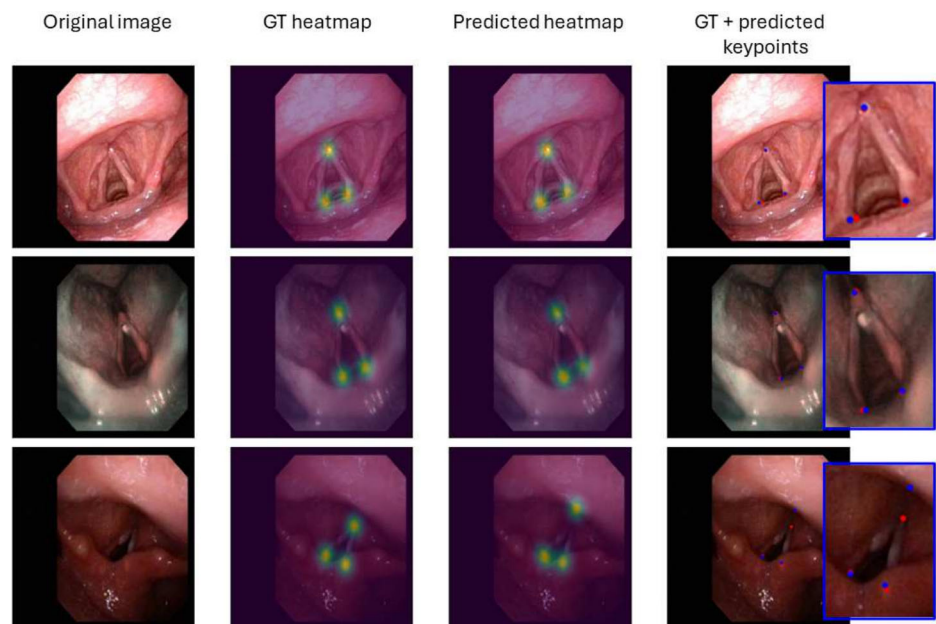 Original image
GT heatmap
Predicted heatmap
GT + predicted
keypoints